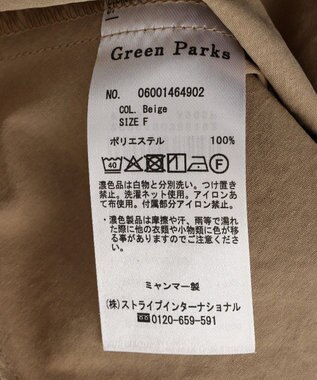 Green Parks
NO. 06001464902
COL. Beige
SIZE F
ポリエステル 100%
40 F
濃色品は白物と分別洗い。つけ置き
禁止。洗濯ネット使用。アイロンあ
て布使用。付属部分アイロン禁止。
・濃色製品は摩擦や汗、雨等で濡れ
た際に他の衣類や小物類に色が移
る事がありますのでご注意くださ
い。
ミャンマー製
(株)ストライプインターナショナル
☎ 0120-659-591